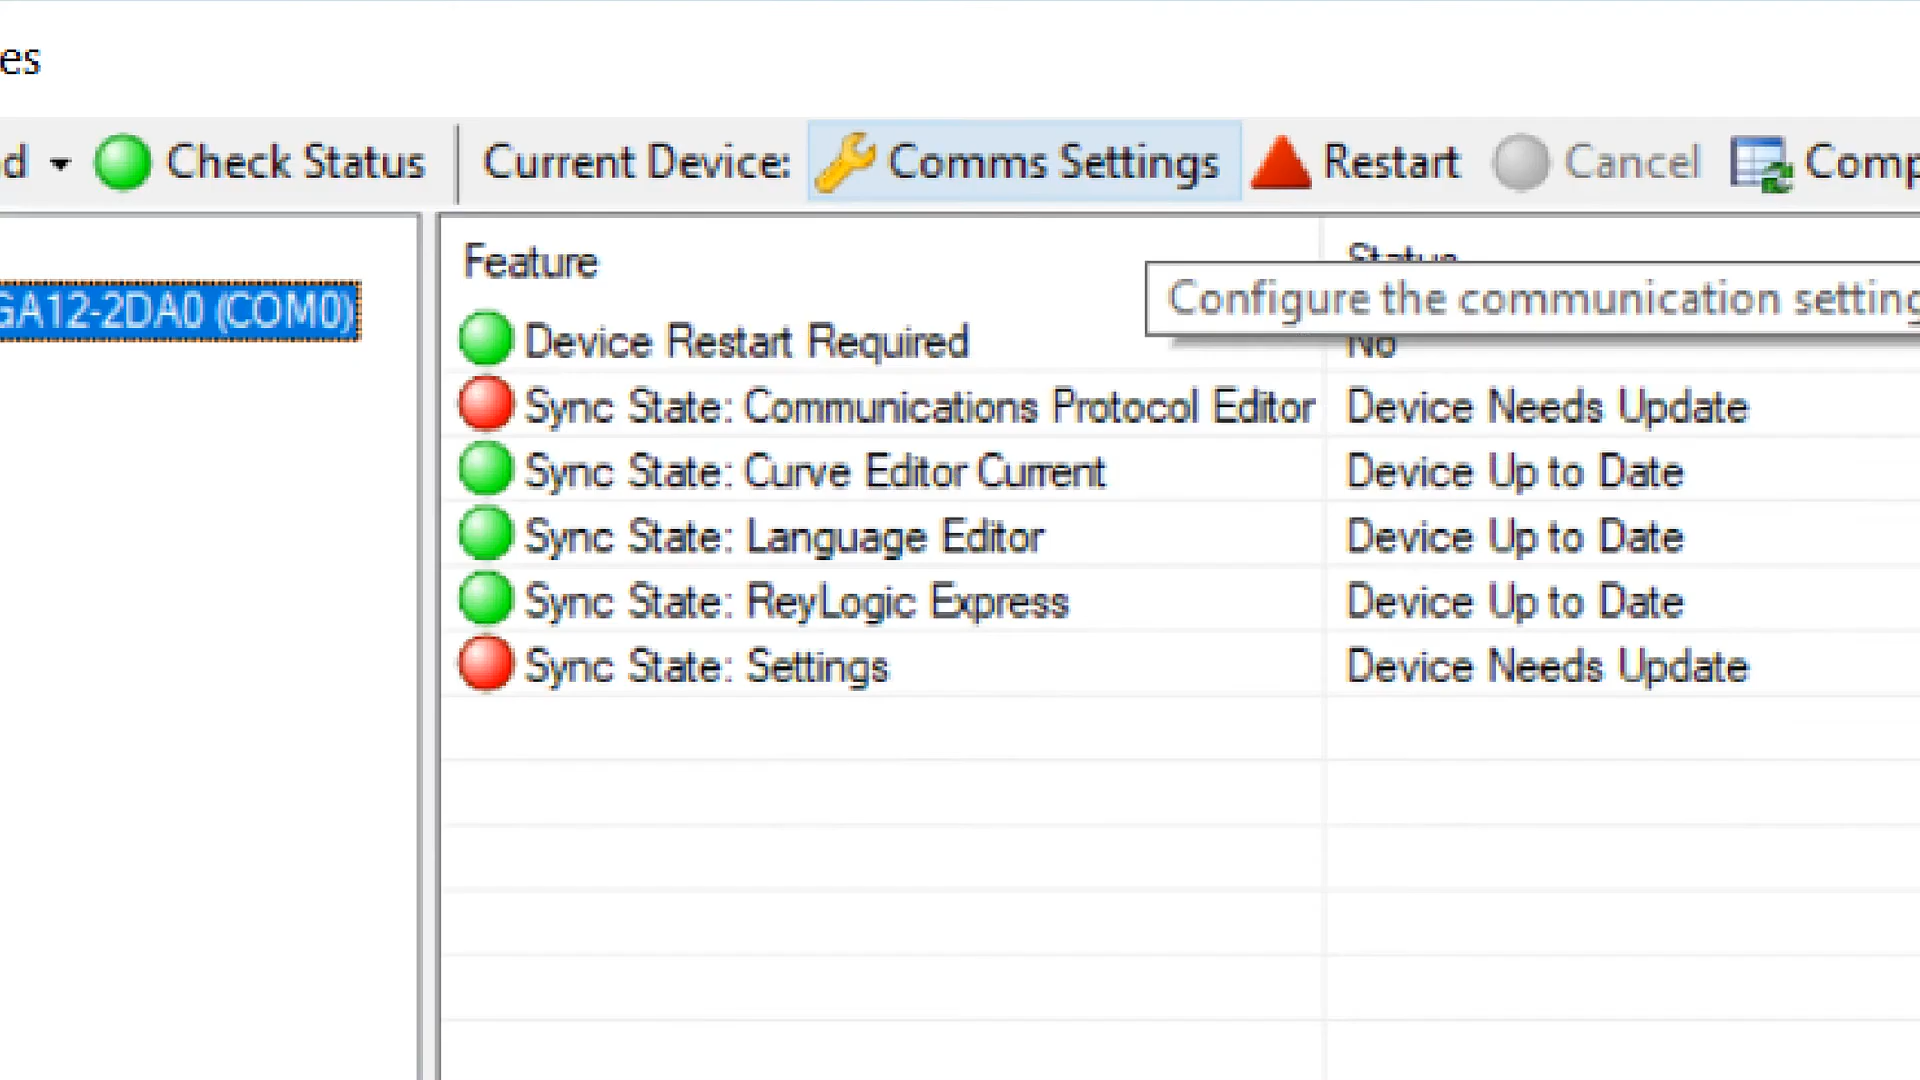 es
d Check Status Current Device: Comms Settings Restart Cancel Comp
Feature Status
GA12-2DA0 (COM0) Configure the communication setting
Device Restart Required No
Sync State: Communications Protocol Editor Device Needs Update
Sync State: Curve Editor Current Device Up to Date
Sync State: Language Editor Device Up to Date
Sync State: ReyLogic Express Device Up to Date
Sync State: Settings Device Needs Update